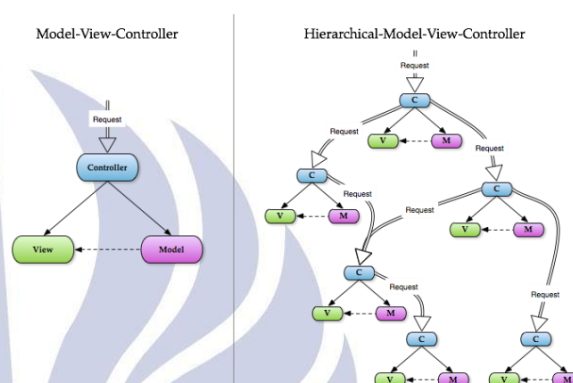 Model-View-Controller
Request
Controller
View
Model
Hierarchical-Model-View-Controller
Request
C
V
M
Request
Request
C
V
M
C
V
M
Request
Request
C
V
M
Request
Request
C
V
M
C
V
M